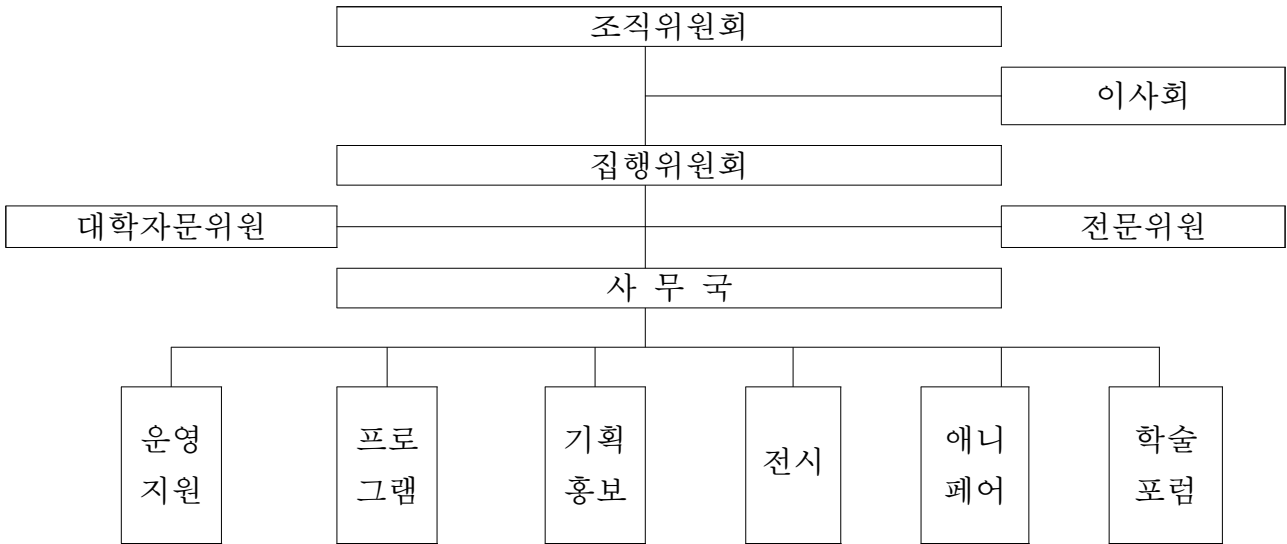 조직위원회
이사회
집행위원회
대학자문위원
전문위원
사 무 국
운영
지원
프로
그램
기획
홍보
전시
애니
페어
학술
포럼